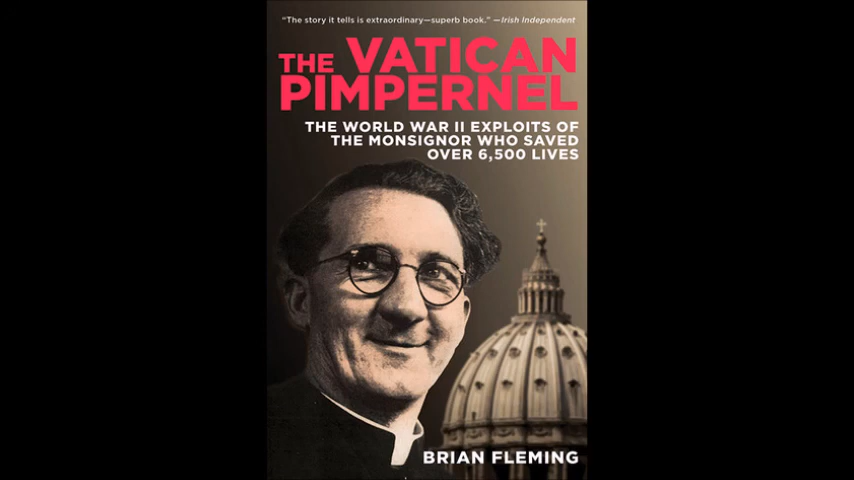 "The story it tells is extraordinary—superb book." —Irish Independent
THE VATICAN
PIMPERNEL
THE WORLD WAR II EXPLOITS OF
THE MONSIGNOR WHO SAVED
OVER 6,500 LIVES
BRIAN FLEMING